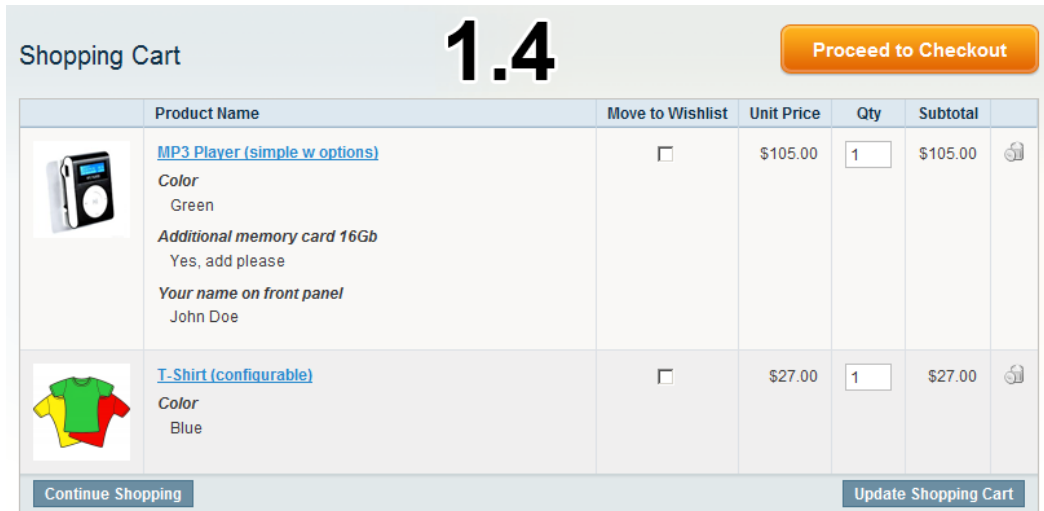 Shopping Cart
1.4
Proceed to Checkout
Product Name Move to Wishlist Unit Price Qty Subtotal
MP3 Player (simple w options) $105.00 1 $105.00
Color
Green
Additional memory card 16Gb
Yes, add please
Your name on front panel
John Doe
T-Shirt (configurable) $27.00 1 $27.00
Color
Blue
Continue Shopping Update Shopping Cart